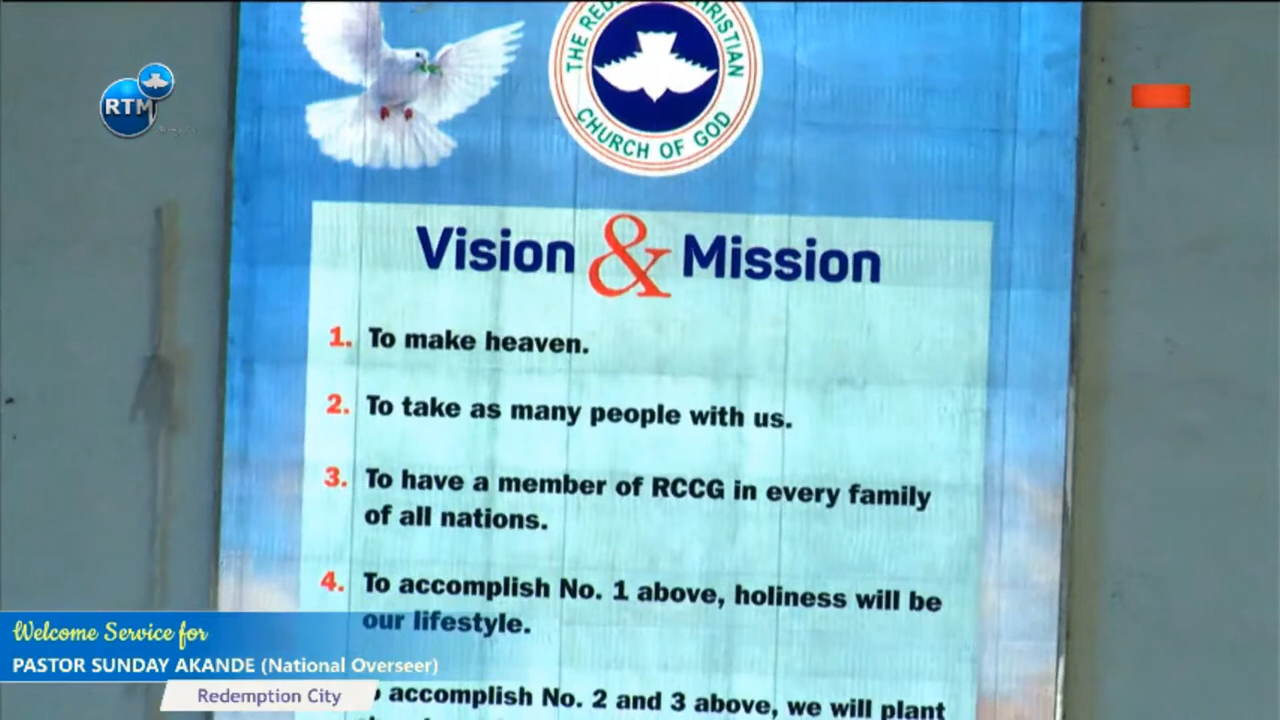 RTM
THE REDE CHRISTIAN
CHURCH OF GOD
Vision & Mission
1. To make heaven.
2. To take as many people with us.
3. To have a member of RCCG in every family
of all nations.
4. To accomplish No. 1 above, holiness will be
our lifestyle.
accomplish No. 2 and 3 above, we will plant
Welcome Service for
PASTOR SUNDAY AKANDE (National Overseer)
Redemption City